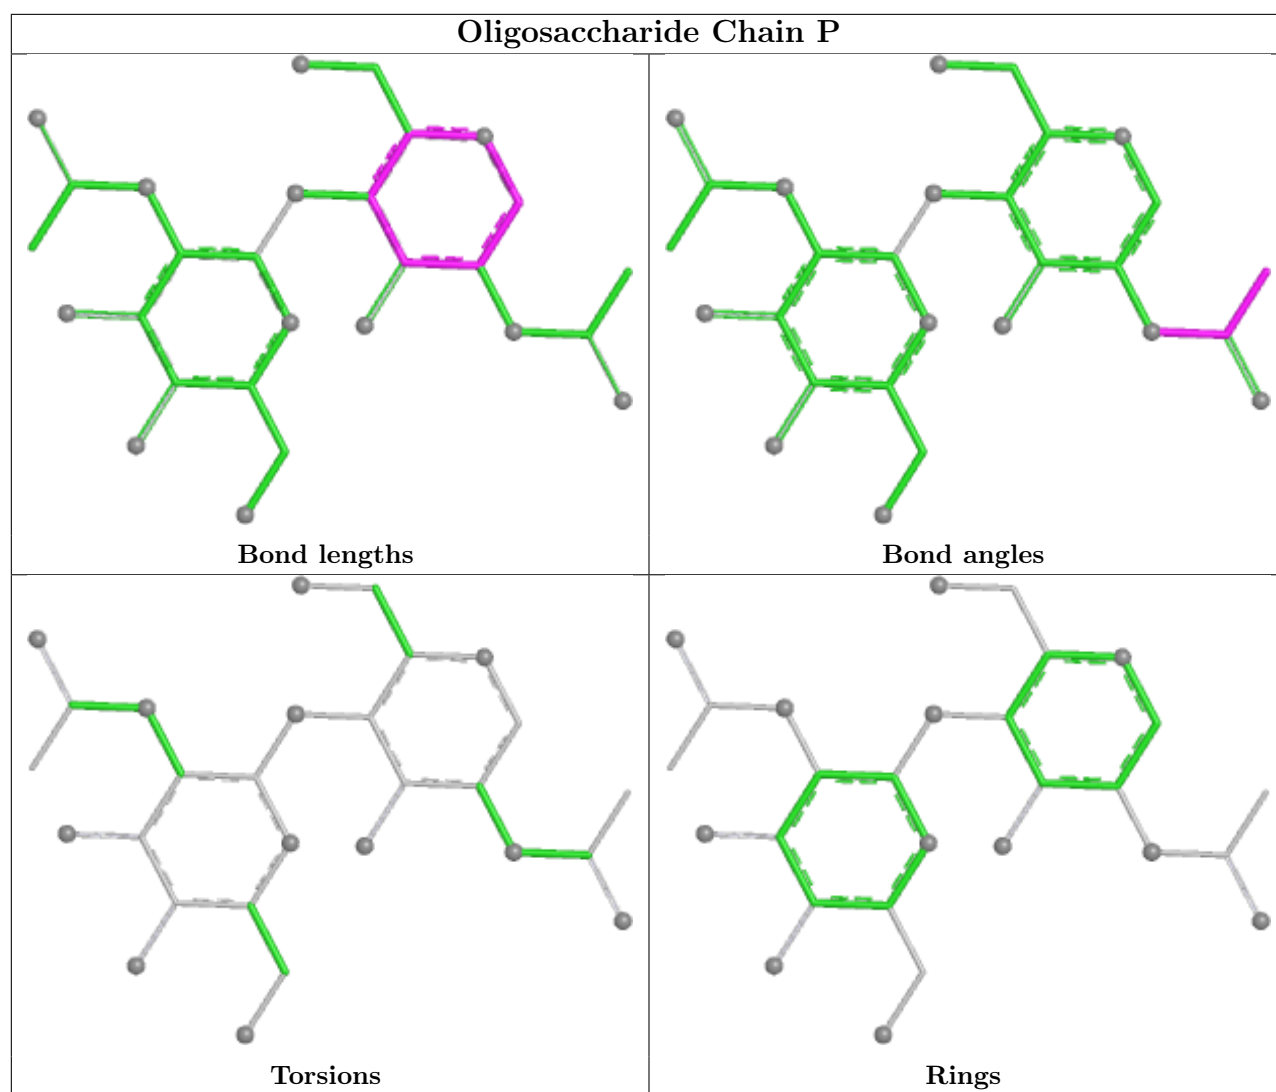 Oligosaccharide Chain P
Bond lengths
Bond angles
Torsions
Rings